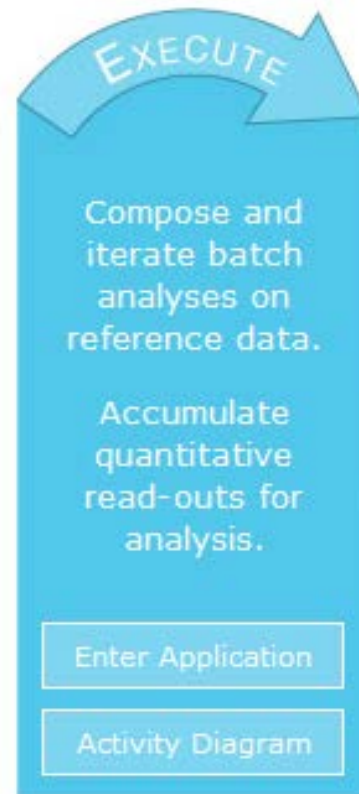 EXECUTE
Compose and
iterate batch
analyses on
reference data.
Accumulate
quantitative
read-outs for
analysis.
Enter Application
Activity Diagram